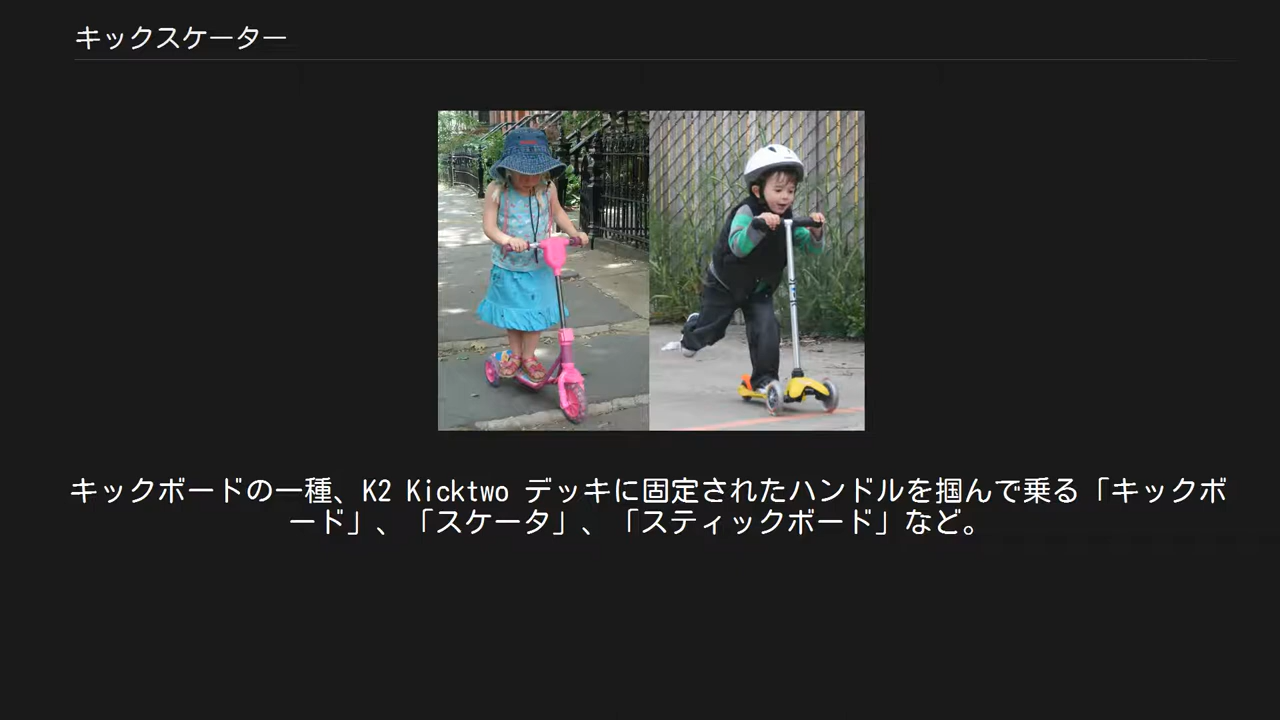 キックスケーター
キックボードの一種、K2 Kicktwo デッキに固定されたハンドルを掴んで乗る「キックボ
ード」、「スケータ」、「スティックボード」など。